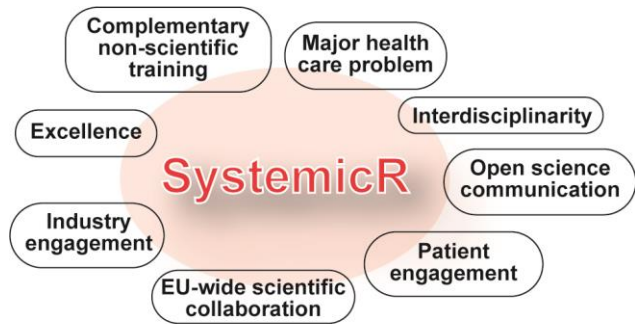 Complementary
non-scientific
training
Major health
care problem
Interdisciplinarity
Excellence
Open science
communication
SystemicR
Industry
engagement
Patient
engagement
EU-wide scientific
collaboration